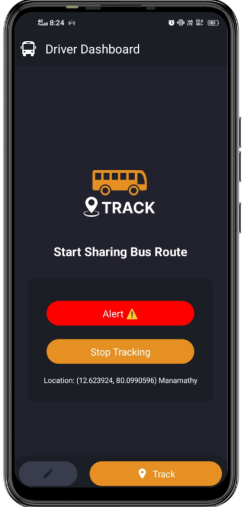 8:24
Driver Dashboard
TRACK
Start Sharing Bus Route
Alert ⚠
Stop Tracking
Location: (12.623924, 80.0990596) Manamathy
Track